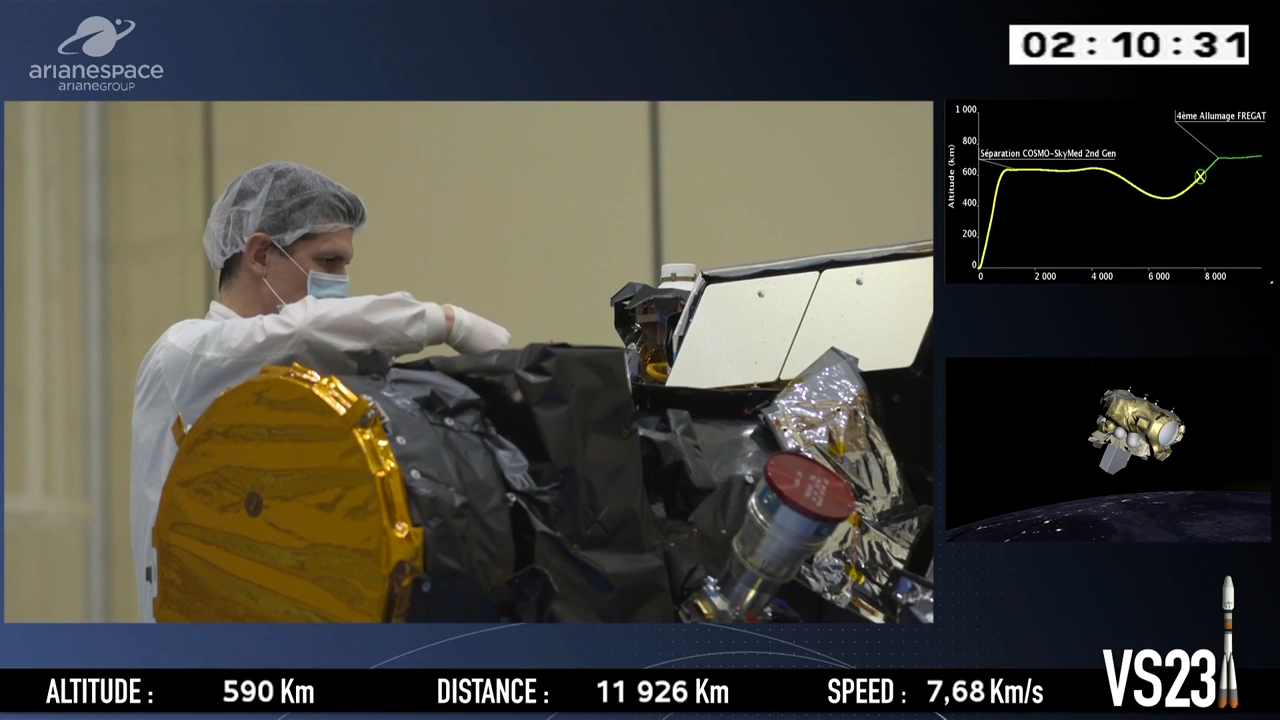 arianespace
arianeGROUP
02:10:31
1 000
800
600
400
200
0
Altitude (km)
4ème Allumage FREGAT
Séparation COSMO-SkyMed 2nd Gen
0
2 000
4 000
6 000
8 000
VS23
ALTITUDE : 590 Km
DISTANCE : 11 926 Km
SPEED : 7,68 Km/s